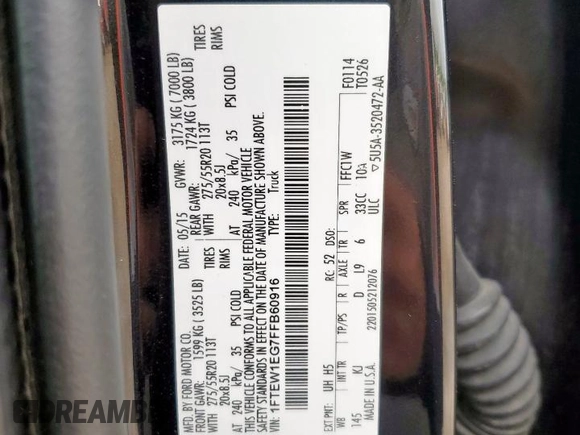 MFD. BY FORD MOTOR CO.
DATE: 05/15 GVWR: 3175 KG ( 7000 LB)
FRONT GAWR: 1599 KG ( 3525 LB) REAR GAWR: 1724 KG ( 3800 LB)
WITH 275/55R20 113T TIRES WITH 275/55R20 113T TIRES
20x8.5J RIMS 20x8.5J RIMS
AT 240 kPa/ 35 PSI COLD AT 240 kPa/ 35 PSI COLD
THIS VEHICLE CONFORMS TO ALL APPLICABLE FEDERAL MOTOR VEHICLE
SAFETY STANDARDS IN EFFECT ON THE DATE OF MANUFACTURE SHOWN ABOVE.
VIN: 1FTEW1EG7FFB60916 TYPE: Truck
EXT PNT: UH H5 RC: 52 DSO: F0114
WB INT TR TP/PS R AXLE TR SPR FFC1W T0526
145 KJ D L9 6 33CC 10A
MADE IN U.S.A. 2201505212076 ULC ▽5U5A-3520472-AA
DREAMBI